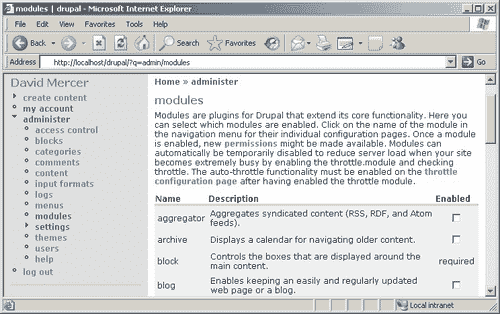 modules | drupal - Microsoft Internet Explorer
File Edit View Favorites Tools Help
Back Search Favorites
Address http://localhost/drupal/?q=admin/modules Go
David Mercer
create content
my account
administer
access control
blocks
categories
comments
content
input formats
logs
menus
modules
settings
themes
users
help
log out
Home » administer
modules
Modules are plugins for Drupal that extend its core functionality. Here you
can select which modules are enabled. Click on the name of the module in
the navigation menu for their individual configuration pages. Once a module
is enabled, new permissions might be made available. Modules can
automatically be temporarily disabled to reduce server load when your site
becomes extremely busy by enabling the throttle.module and checking
throttle. The auto-throttle functionality must be enabled on the throttle
configuration page after having enabled the throttle module.
Name Description Enabled
aggregator Aggregates syndicated content (RSS, RDF, and Atom
feeds).
archive Displays a calendar for navigating older content.
block Controls the boxes that are displayed around the required
main content.
blog Enables keeping an easily and regularly updated
web page or a blog.
Local intranet